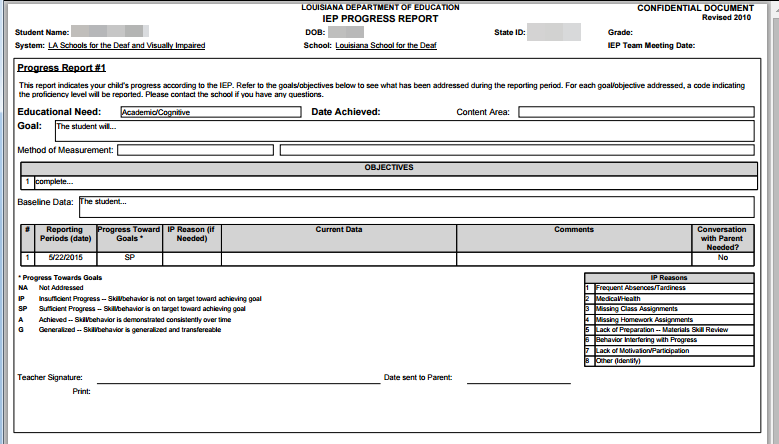 LOUISIANA DEPARTMENT OF EDUCATION
CONFIDENTIAL DOCUMENT
IEP PROGRESS REPORT
Revised 2010
Student Name: DOB: State ID: Grade:
System: LA Schools for the Deaf and Visually Impaired School: Louisiana School for the Deaf IEP Team Meeting Date:
Progress Report #1
This report indicates your child's progress according to the IEP. Refer to the goals/objectives below to see what has been addressed during the reporting period. For each goal/objective addressed, a code indicating
the proficiency level will be reported. Please contact the school if you have any questions.
Educational Need: Academic/Cognitive Date Achieved: Content Area:
Goal: The student will...
Method of Measurement:
OBJECTIVES
1 complete...
Baseline Data: The student...
# Reporting Periods (date) Progress Toward Goals * IP Reason (if Needed) Current Data Comments Conversation with Parent Needed?
1 5/22/2015 SP No
* Progress Towards Goals
NA Not Addressed
IP Insufficient Progress -- Skill/behavior is not on target toward achieving goal
SP Sufficient Progress -- Skill/behavior is on target toward achieving goal
A Achieved -- Skill/behavior is demonstrated consistently over time
G Generalized -- Skill/behavior is generalized and transfereable
IP Reasons
1 Frequent Absences/Tardiness
2 Medical/Health
3 Missing Class Assignments
4 Missing Homework Assignments
5 Lack of Preparation -- Materials Skill Review
6 Behavior Interfering with Progress
7 Lack of Motivation/Participation
8 Other (Identify)
Teacher Signature: Date sent to Parent:
Print: